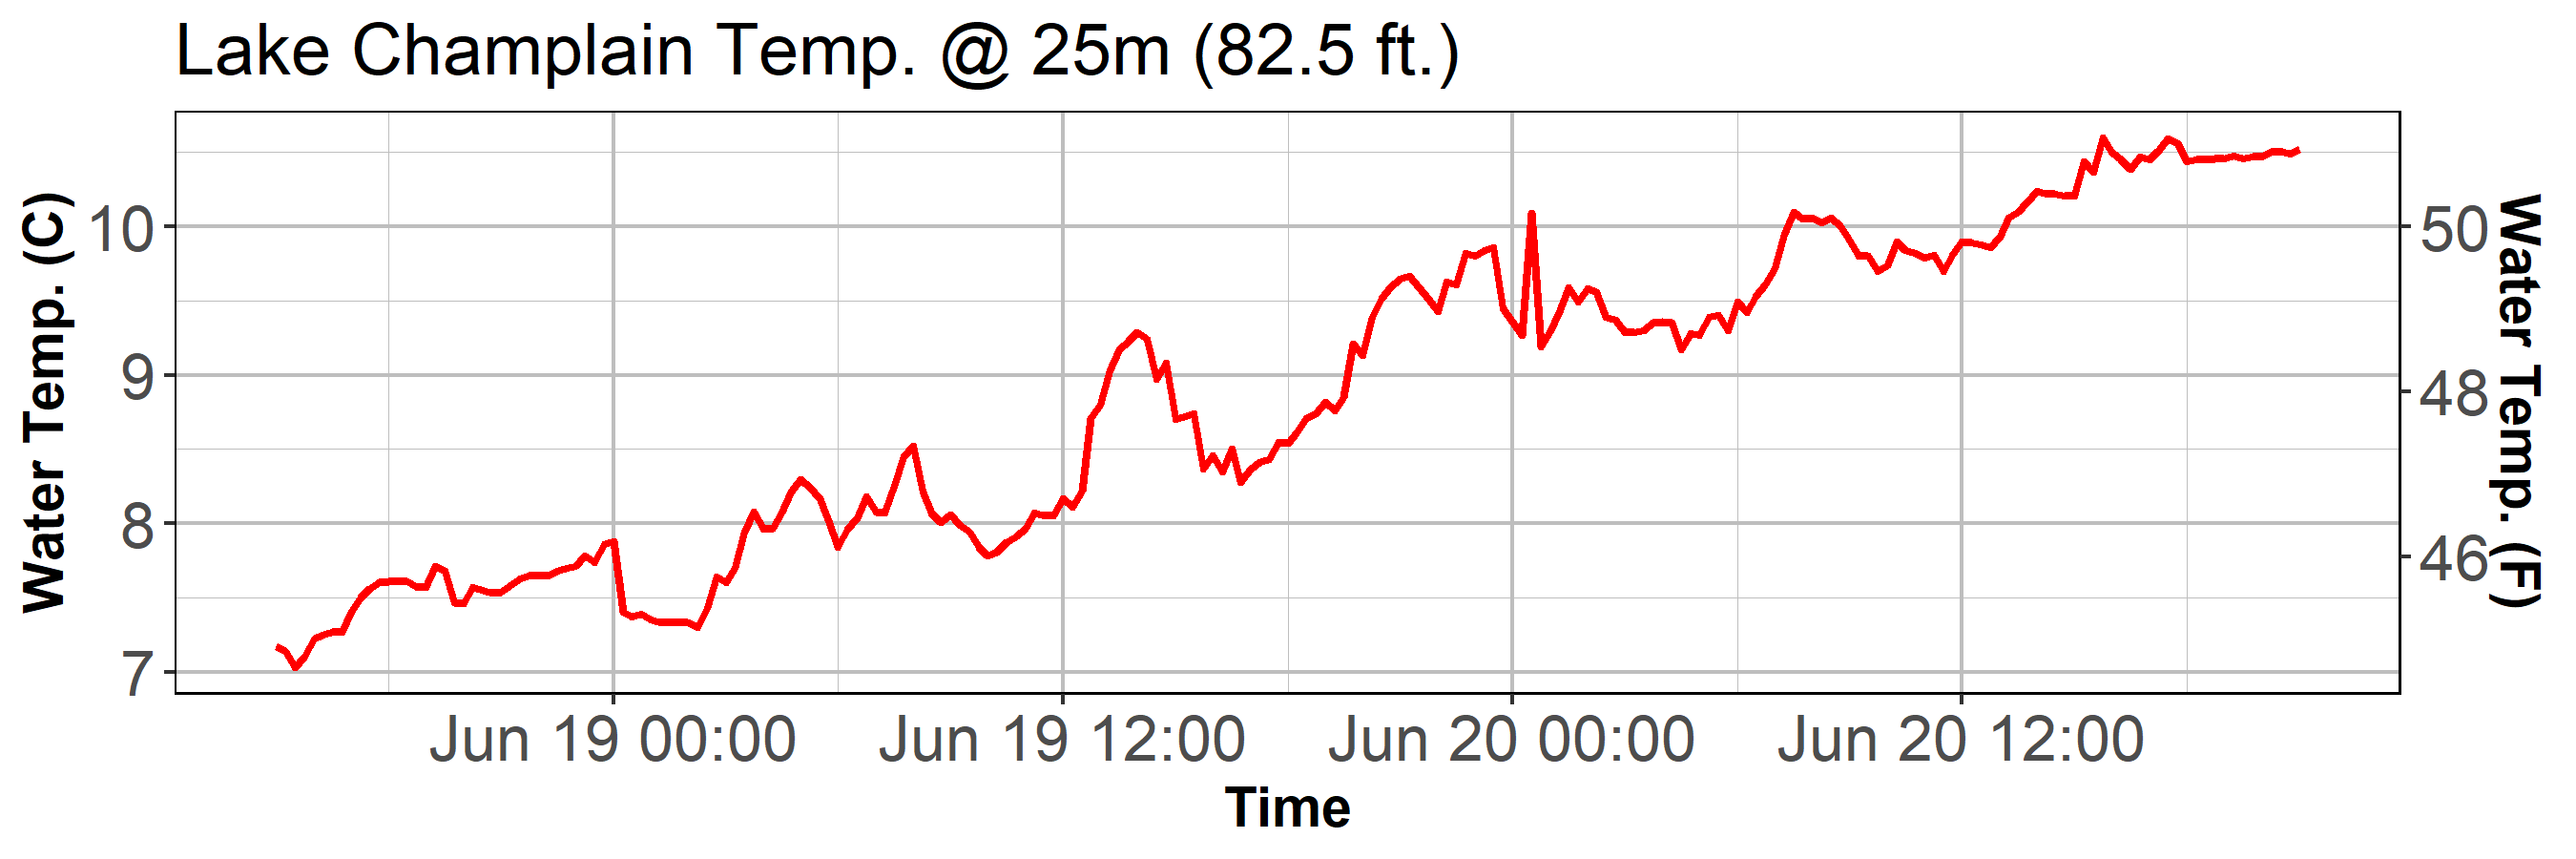 Lake Champlain Temp. @ 25m (82.5 ft.)
Water Temp. (C)
10
9
8
7
50
48
46
Water Temp. (F)
Jun 19 00:00
Jun 19 12:00
Jun 20 00:00
Jun 20 12:00
Time